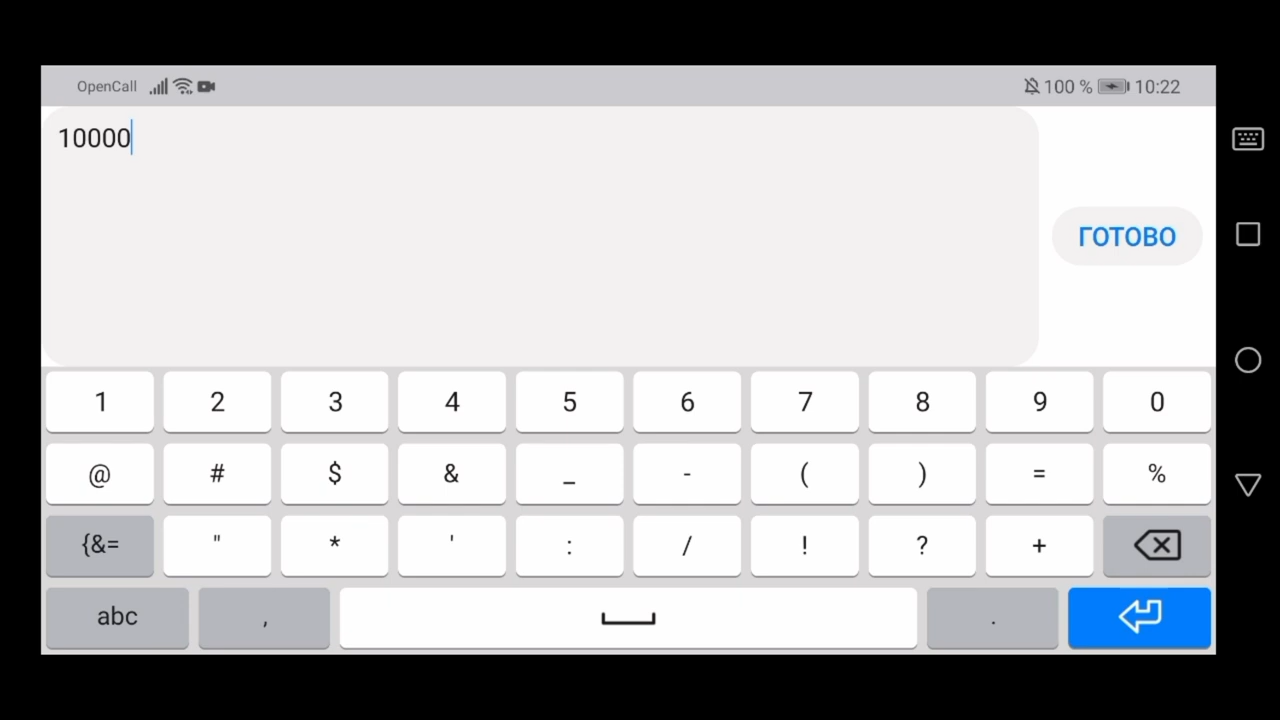 OpenCall 100 % 10:22
10000
ГОТОВО
1 2 3 4 5 6 7 8 9 0
@ # $ & _ - ( ) = %
{&= " * ' : / ! ? +
abc , .